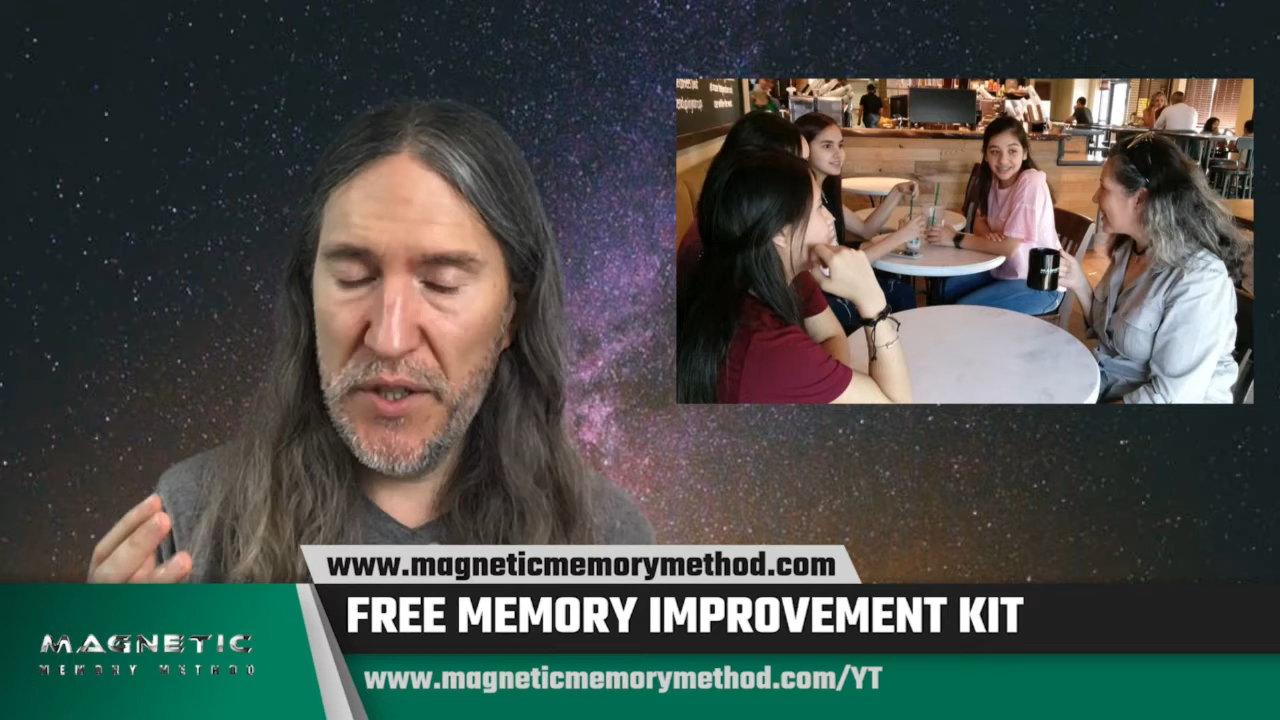 www.magneticmemorymethod.com
FREE MEMORY IMPROVEMENT KIT
MAGNETIC
MEMORY METHOD
www.magneticmemorymethod.com/YT